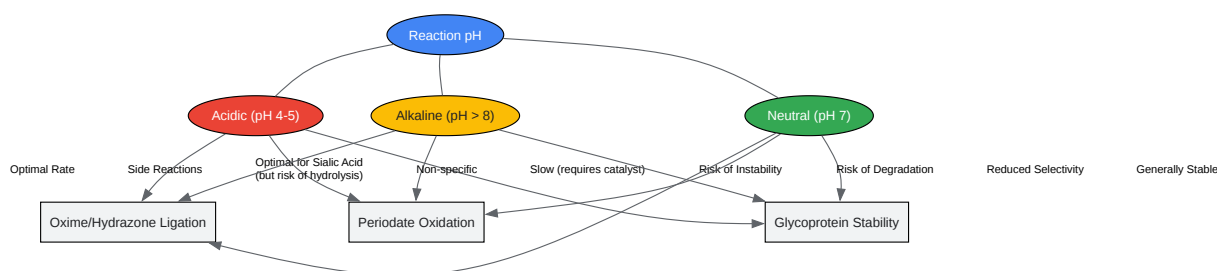 Reaction pH
Acidic (pH 4-5)
Alkaline (pH > 8)
Neutral (pH 7)
Optimal Rate
Side Reactions
Optimal for Sialic Acid
(but risk of hydrolysis)
Non-specific
Slow (requires catalyst)
Risk of Instability
Risk of Degradation
Reduced Selectivity
Generally Stable
Oxime/Hydrazone Ligation
Periodate Oxidation
Glycoprotein Stability